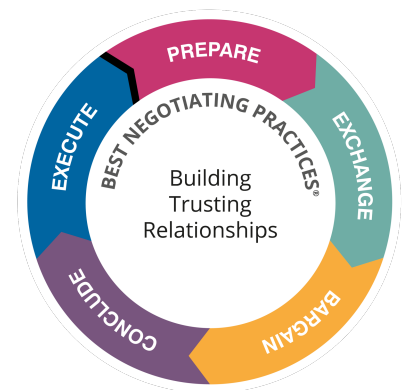 PREPARE
EXCHANGE
BARGAIN
CONCLUDE
EXECUTE
BEST NEGOTIATING PRACTICES®
Building
Trusting
Relationships